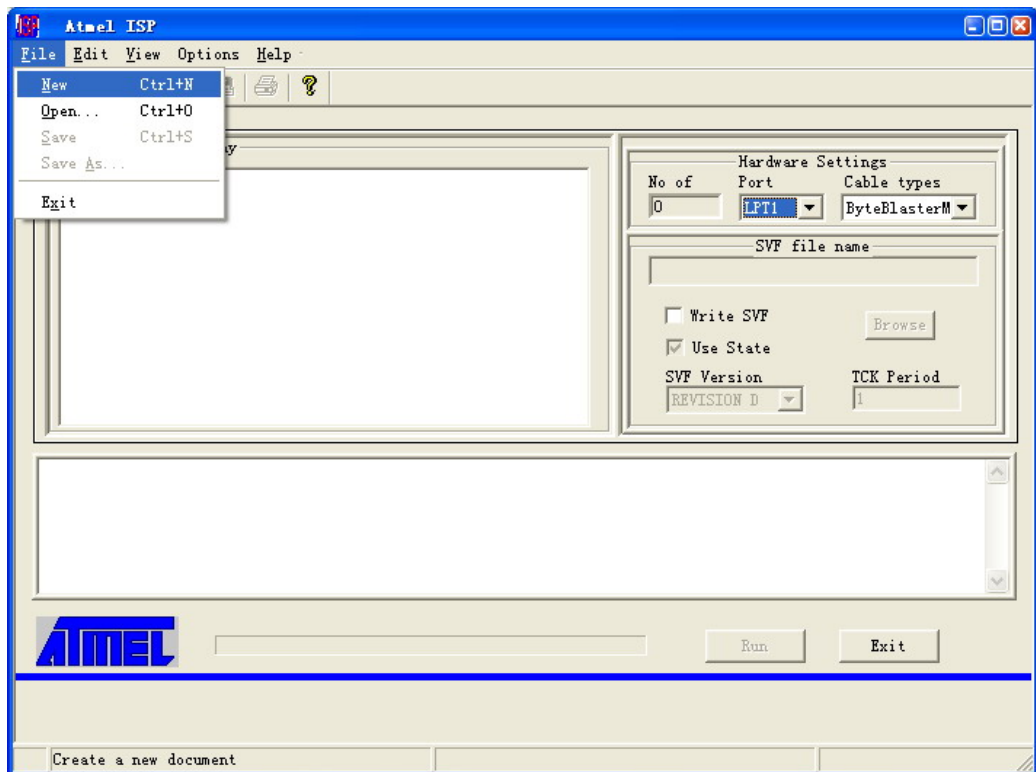 ISP Atmel ISP
File Edit View Options Help
New Ctrl+N
Open... Ctrl+O
Save Ctrl+S
Save As...
Exit
Hardware Settings
No of Port Cable types
0 LPT1 ByteBlasterM
SVF file name
Write SVF
Browse
Use State
SVF Version TCK Period
REVISION D 1
ATMEL
Run Exit
Create a new document